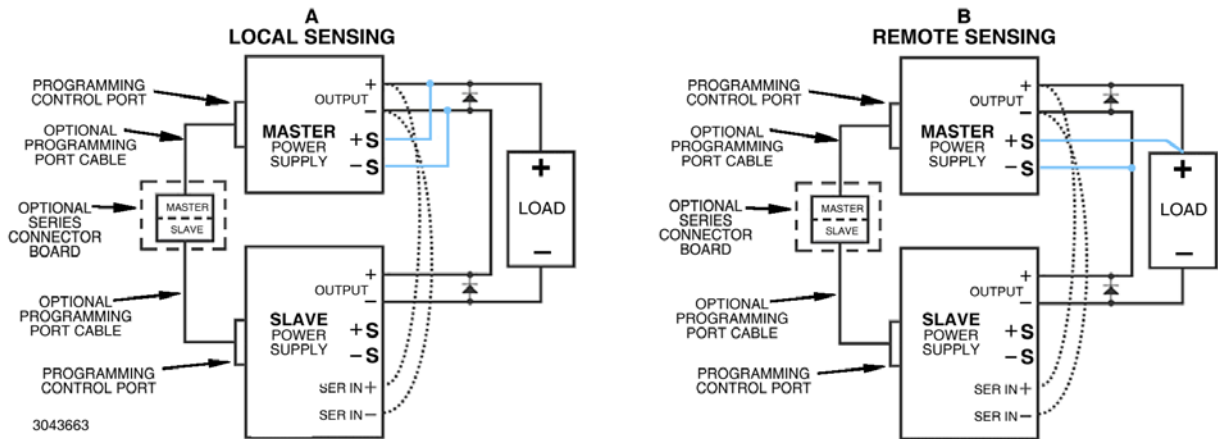 A
LOCAL SENSING
PROGRAMMING
CONTROL PORT
OPTIONAL
PROGRAMMING
PORT CABLE
OPTIONAL
SERIES
CONNECTOR
BOARD
MASTER
SLAVE
OPTIONAL
PROGRAMMING
PORT CABLE
PROGRAMMING
CONTROL PORT
+
OUTPUT
−
MASTER
POWER
SUPPLY
+S
−S
+
OUTPUT
−
SLAVE
POWER
SUPPLY
+S
−S
SER IN+
SER IN−
+
LOAD
−
3043663
B
REMOTE SENSING
PROGRAMMING
CONTROL PORT
OPTIONAL
PROGRAMMING
PORT CABLE
OPTIONAL
SERIES
CONNECTOR
BOARD
MASTER
SLAVE
OPTIONAL
PROGRAMMING
PORT CABLE
PROGRAMMING
CONTROL PORT
+
OUTPUT
−
MASTER
POWER
SUPPLY
+S
−S
+
OUTPUT
−
SLAVE
POWER
SUPPLY
+S
−S
SER IN+
SER IN−
+
LOAD
−